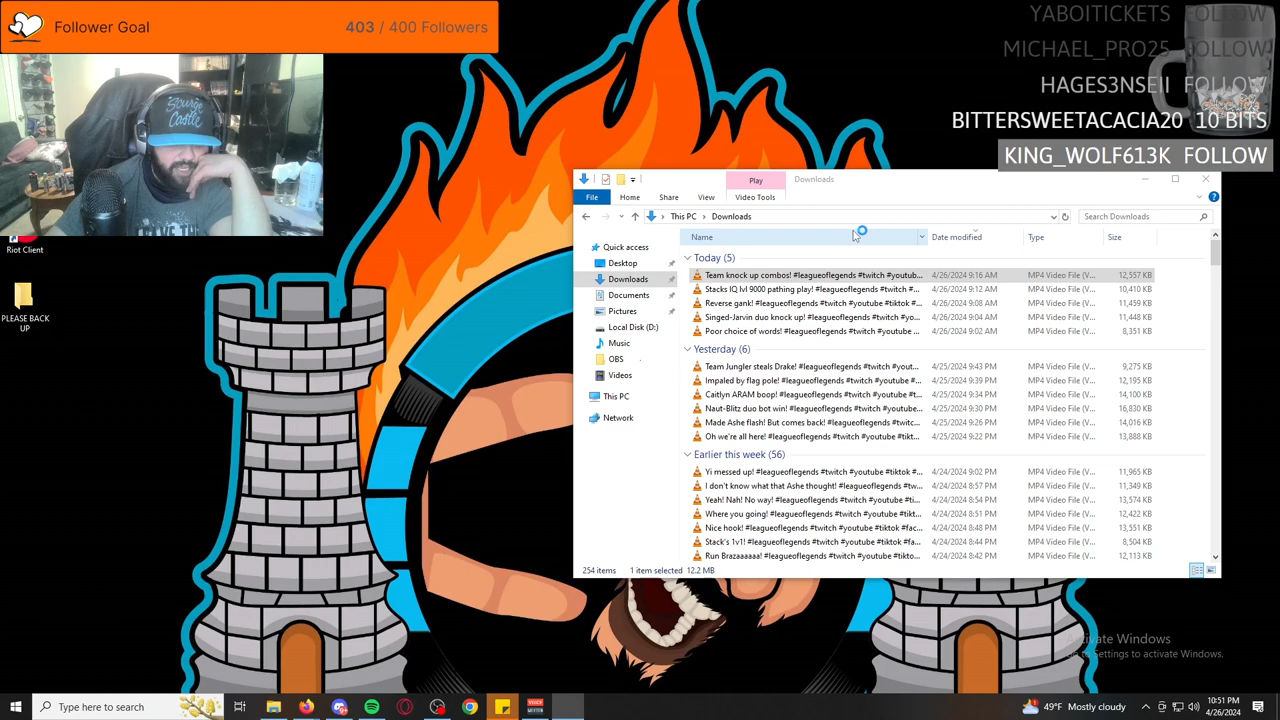 Follower Goal 403 / 400 Followers
YABOITICKETS FOLLOW
MICHAEL_PRO25 FOLLOW
HAGES3NSEII FOLLOW
BITTERSWEETACACIA20 10 BITS
KING_WOLF613K FOLLOW
Sourge
Castle
Riot Client
PLEASE BACK
UP
Play Downloads
File Home Share View Video Tools
This PC Downloads Search Downloads
Quick access
Desktop
Downloads
Documents
Pictures
Local Disk (D:)
Music
OBS
Videos
This PC
Network
Name Date modified Type Size
Today (5)
Team knock up combos! #leagueoflegends #twitch #youtub... 4/26/2024 9:16 AM MP4 Video File (V... 12,557 KB
Stacks IQ lvl 9000 pathing play! #leagueoflegends #twitch #... 4/26/2024 9:12 AM MP4 Video File (V... 10,410 KB
Reverse gank! #leagueoflegends #twitch #youtube #tiktok #... 4/26/2024 9:08 AM MP4 Video File (V... 11,459 KB
Singed-Jarvin duo knock up! #leagueoflegends #twitch #yo... 4/26/2024 9:04 AM MP4 Video File (V... 11,448 KB
Poor choice of words! #leagueoflegends #twitch #youtube ... 4/26/2024 9:02 AM MP4 Video File (V... 8,351 KB
Yesterday (6)
Team Jungler steals Drake! #leagueoflegends #twitch #yout... 4/25/2024 9:43 PM MP4 Video File (V... 9,275 KB
Impaled by flag pole! #leagueoflegends #twitch #youtube #... 4/25/2024 9:40 PM MP4 Video File (V... 12,195 KB
Caitlyn ARAM boop! #leagueoflegends #twitch #youtube #t... 4/25/2024 9:34 PM MP4 Video File (V... 14,100 KB
Naut-Blitz duo bot win! #leagueoflegends #twitch #youtube... 4/25/2024 9:30 PM MP4 Video File (V... 16,830 KB
Made Ashe flash! But comes back! #leagueoflegends #twitc... 4/25/2024 9:26 PM MP4 Video File (V... 14,016 KB
Oh we're all here! #leagueoflegends #twitch #youtube #tikt... 4/25/2024 9:22 PM MP4 Video File (V... 13,888 KB
Earlier this week (56)
Yi messed up! #leagueoflegends #twitch #youtube #tiktok #... 4/24/2024 9:02 PM MP4 Video File (V... 11,965 KB
I don't know what that Ashe thought! #leagueoflegends #tw... 4/24/2024 8:57 PM MP4 Video File (V... 11,349 KB
Yeah! Nah! No way! #leagueoflegends #twitch #youtube #ti... 4/24/2024 8:54 PM MP4 Video File (V... 13,574 KB
Where you going! #leagueoflegends #twitch #youtube #tikt... 4/24/2024 8:51 PM MP4 Video File (V... 12,422 KB
Nice hook! #leagueoflegends #twitch #youtube #tiktok #fac... 4/24/2024 8:48 PM MP4 Video File (V... 13,551 KB
Stack's 1v1! #leagueoflegends #twitch #youtube #tiktok #fa... 4/24/2024 8:44 PM MP4 Video File (V... 8,504 KB
Run Brazaaaaaa! #leagueoflegends #twitch #youtube #tikto... 4/24/2024 8:42 PM MP4 Video File (V... 12,113 KB
254 items 1 item selected 12.2 MB
Activate Windows
Go to Settings to activate Windows.
Type here to search
49°F Mostly cloudy
10:51 PM
4/26/2024